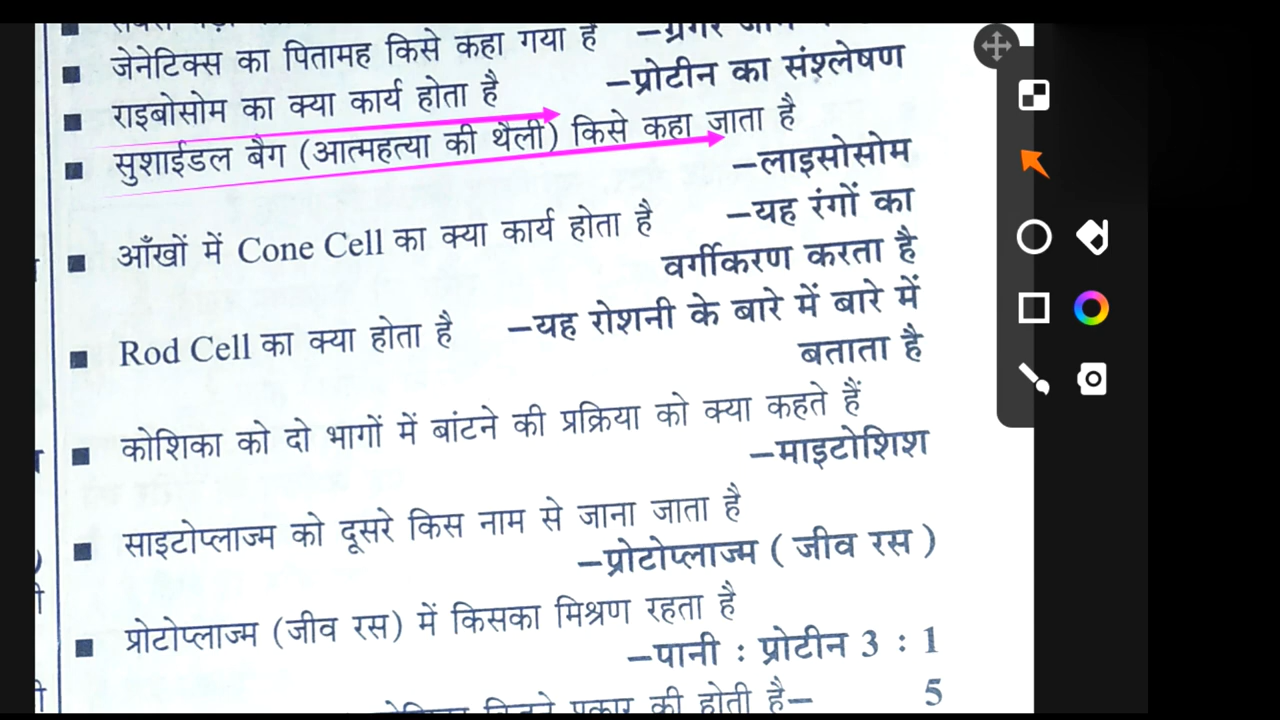 जेनेटिक्स का पितामह किसे कहा गया है
राइबोसोम का क्या कार्य होता है –प्रोटीन का संश्लेषण
सुशाईडल बैग (आत्महत्या की थैली) किसे कहा जाता है
–लाइसोसोम
आँखों में Cone Cell का क्या कार्य होता है –यह रंगों का
वर्गीकरण करता है
Rod Cell का क्या होता है –यह रोशनी के बारे में बारे में
बताता है
कोशिका को दो भागों में बांटने की प्रक्रिया को क्या कहते हैं
–माइटोशिश
साइटोप्लाज्म को दूसरे किस नाम से जाना जाता है
–प्रोटोप्लाज्म ( जीव रस )
प्रोटोप्लाज्म (जीव रस) में किसका मिश्रण रहता है
–पानी : प्रोटीन 3 : 1
प्रकार की होती है– 5